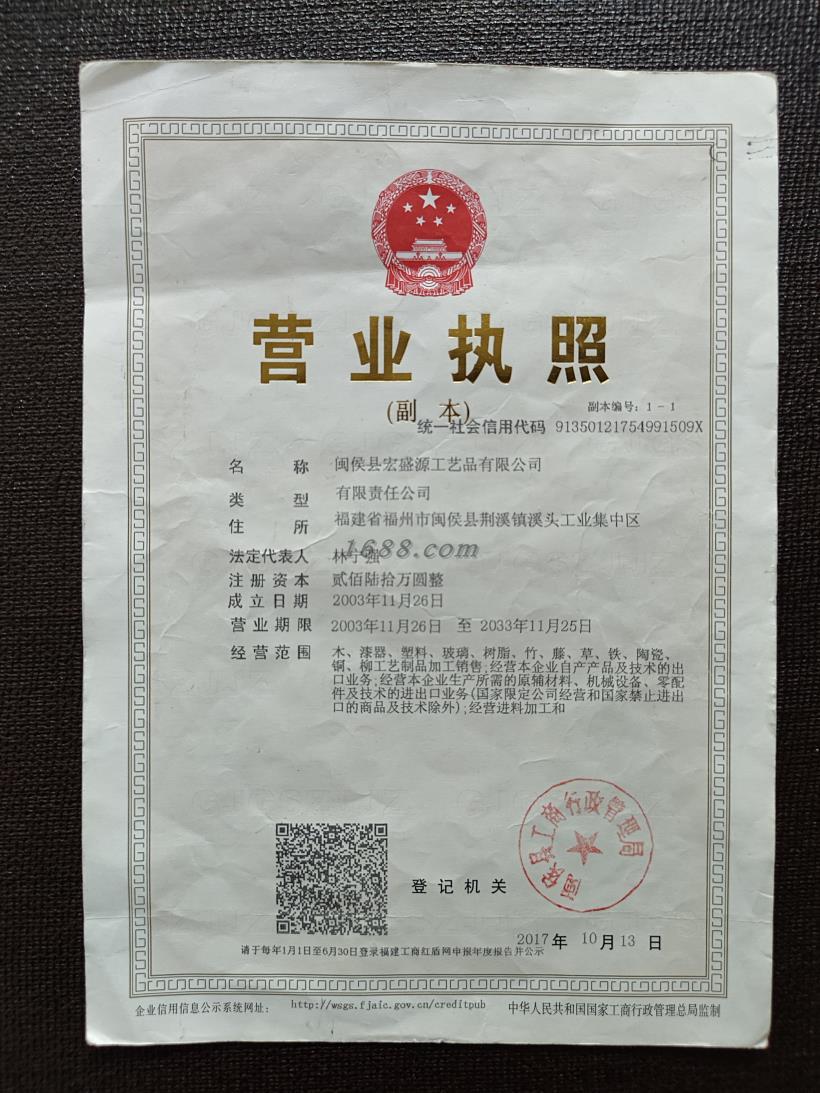 营业执照
(副 本)
副本编号：1－1
统一社会信用代码 91350121754991509X
名 称 闽侯县宏盛源工艺品有限公司
类 型 有限责任公司
住 所 福建省福州市闽侯县荆溪镇溪头工业集中区
1688.com
法定代表人 林宇强
注册资本 贰佰陆拾万圆整
成立日期 2003年11月26日
营业期限 2003年11月26日 至 2033年11月25日
经营范围 木、漆器、塑料、玻璃、树脂、竹、藤、草、铁、陶瓷、
铜、柳工艺制品加工销售;经营本企业自产产品及技术的出
口业务;经营本企业生产所需的原辅材料、机械设备、零配
件及技术的进出口业务(国家限定公司经营和国家禁止进出
口的商品及技术除外);经营进料加工和
闽侯县工商行政管理局
登记机关
2017年 10月13日
请于每年1月1日至6月30日登录福建工商红盾网申报年度报告并公示
企业信用信息公示系统网址： http://wsgs.fjaic.gov.cn/creditpub 中华人民共和国国家工商行政管理总局监制